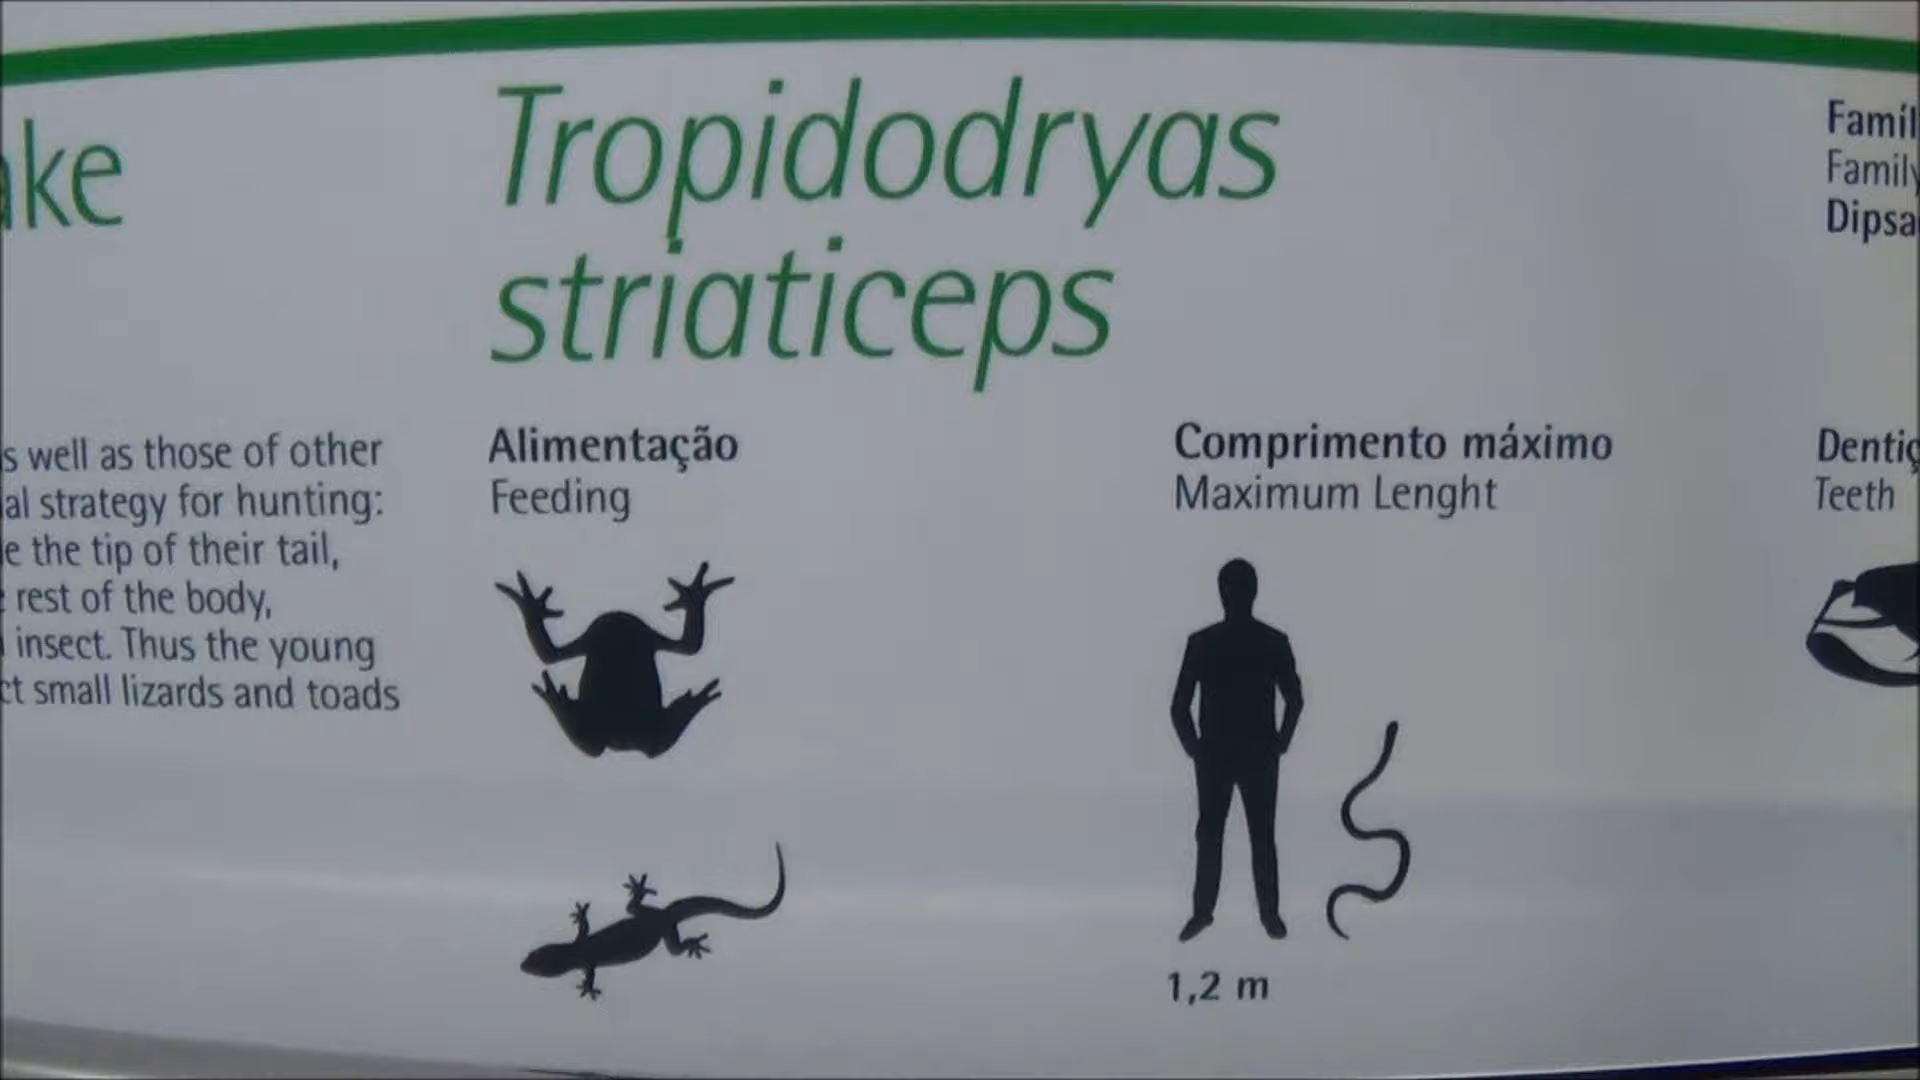 ke
Tropidodryas
striaticeps
Famíl
Family
Dipsa
s well as those of other
al strategy for hunting:
e the tip of their tail,
rest of the body,
insect. Thus the young
ct small lizards and toads
Alimentação
Feeding
Comprimento máximo
Maximum Lenght
1,2 m
Dentiç
Teeth